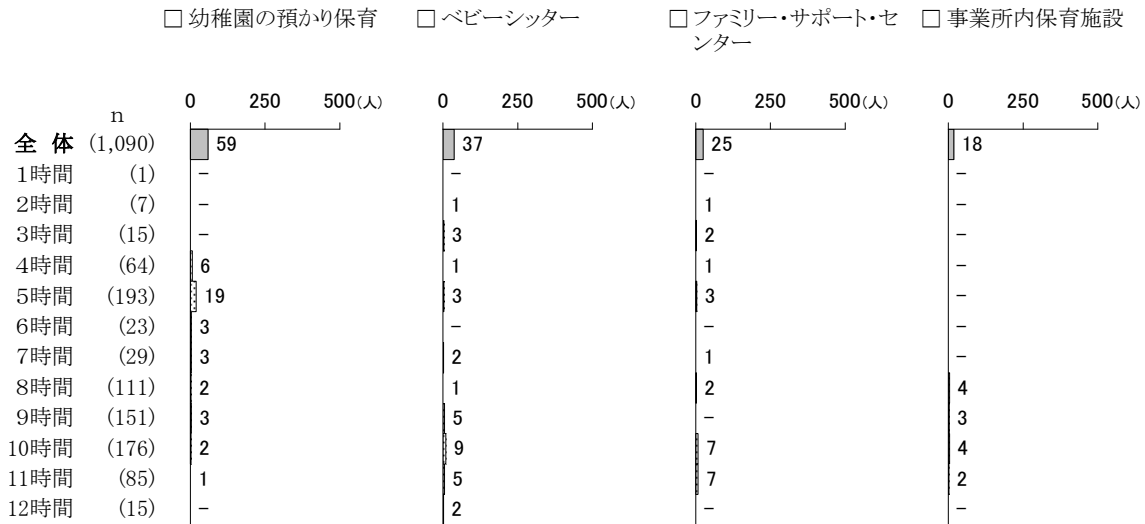 □ 幼稚園の預かり保育 □ ベビーシッター □ ファミリー・サポート・センター □ 事業所内保育施設
0 250 500(人) 0 250 500(人) 0 250 500(人) 0 250 500(人)
n
全 体 (1,090) 59 37 25 18
1時間 (1) － － － －
2時間 (7) － 1 1 －
3時間 (15) － 3 2 －
4時間 (64) 6 1 1 －
5時間 (193) 19 3 3 －
6時間 (23) 3 － － －
7時間 (29) 3 2 1 －
8時間 (111) 2 1 2 4
9時間 (151) 3 5 － 3
10時間 (176) 2 9 7 4
11時間 (85) 1 5 7 2
12時間 (15) － 2 － －